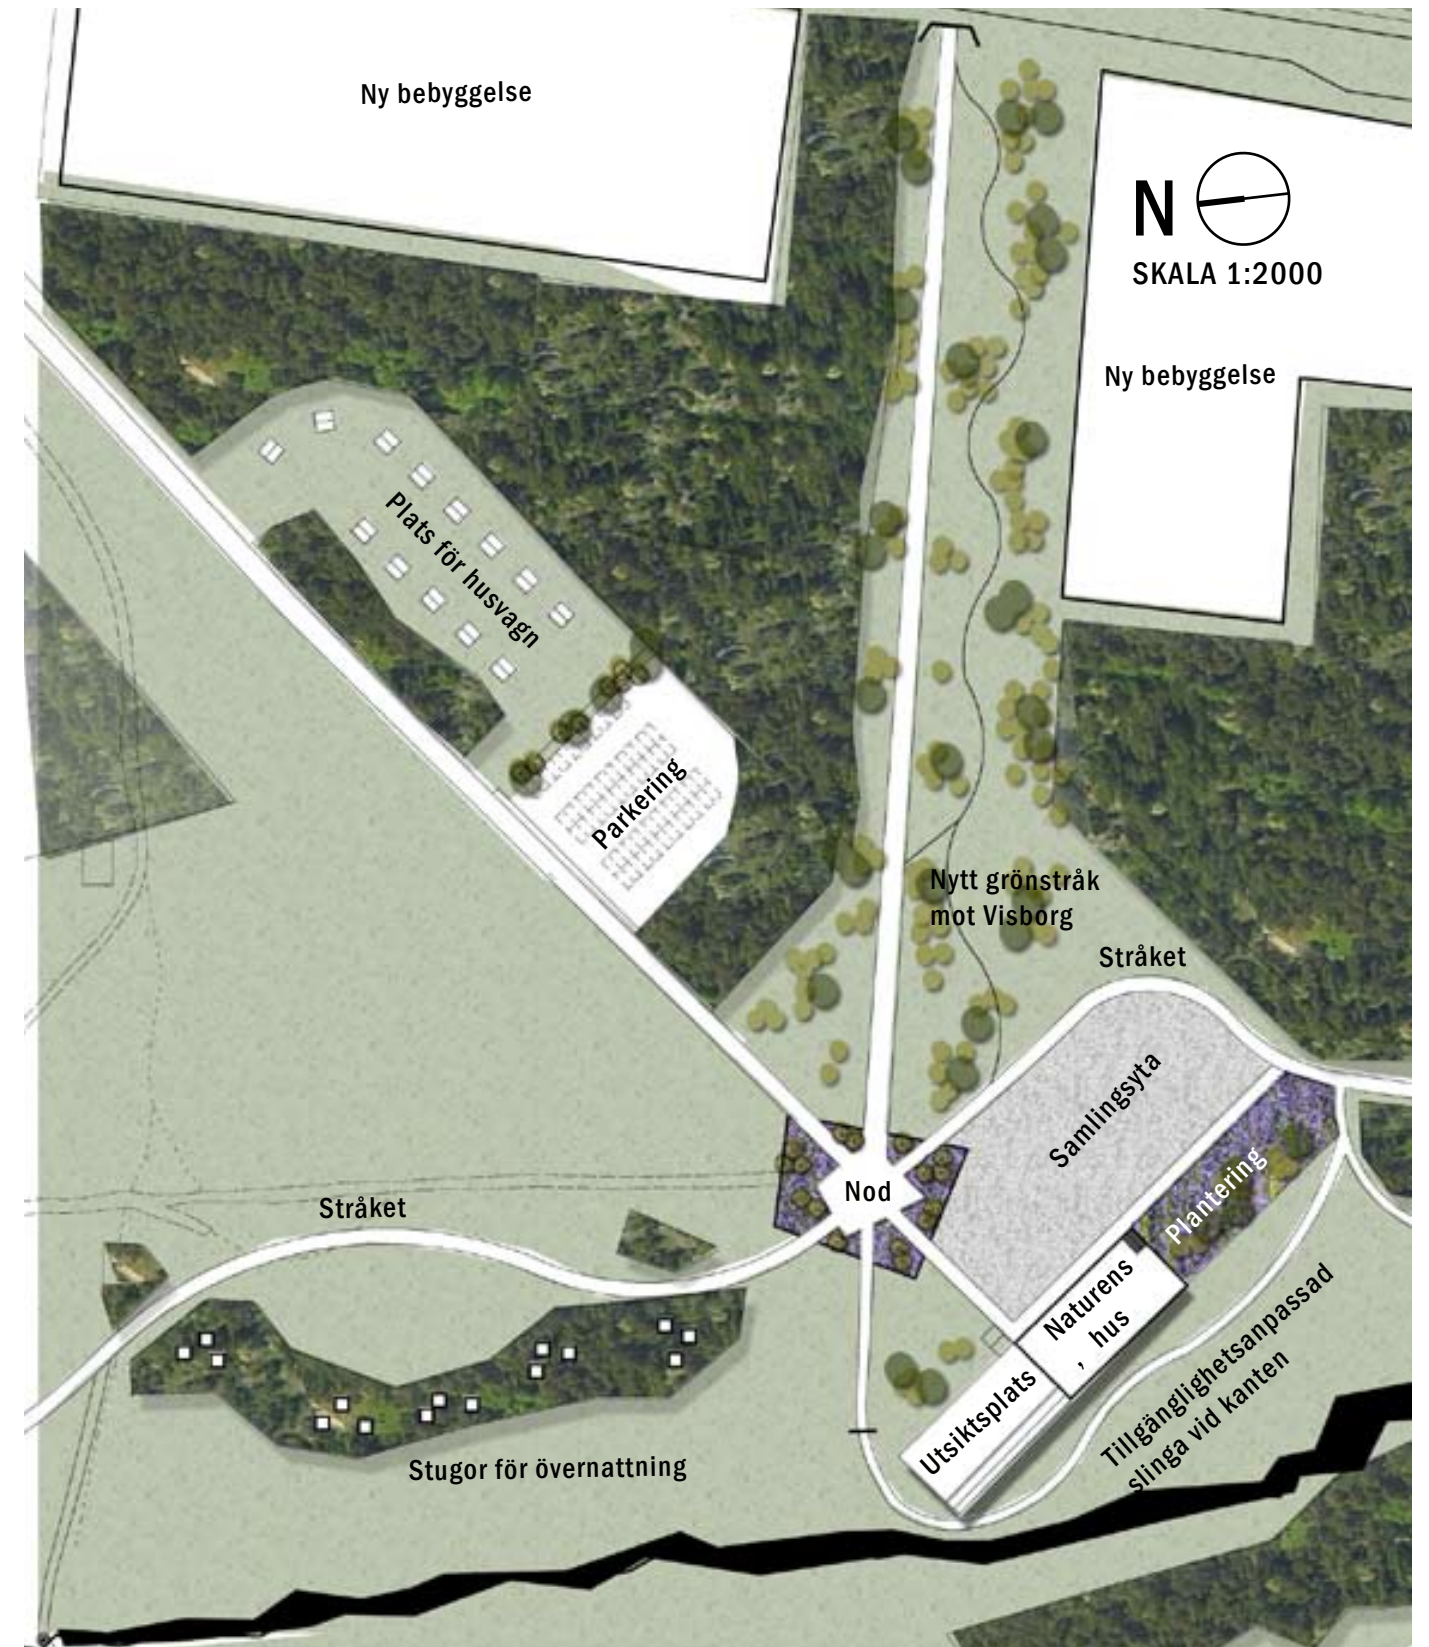 Ny bebyggelse
N
SKALA 1:2000
Ny bebyggelse
Plats för husvagn
Parkering
Nytt grönstråk
mot Visborg
Stråket
Samlingsyta
Nod
Plantering
Stråket
Naturens
, hus
Utsiktsplats
Tillgänglighetsanpassad
slinga vid kanten
Stugor för övernattning